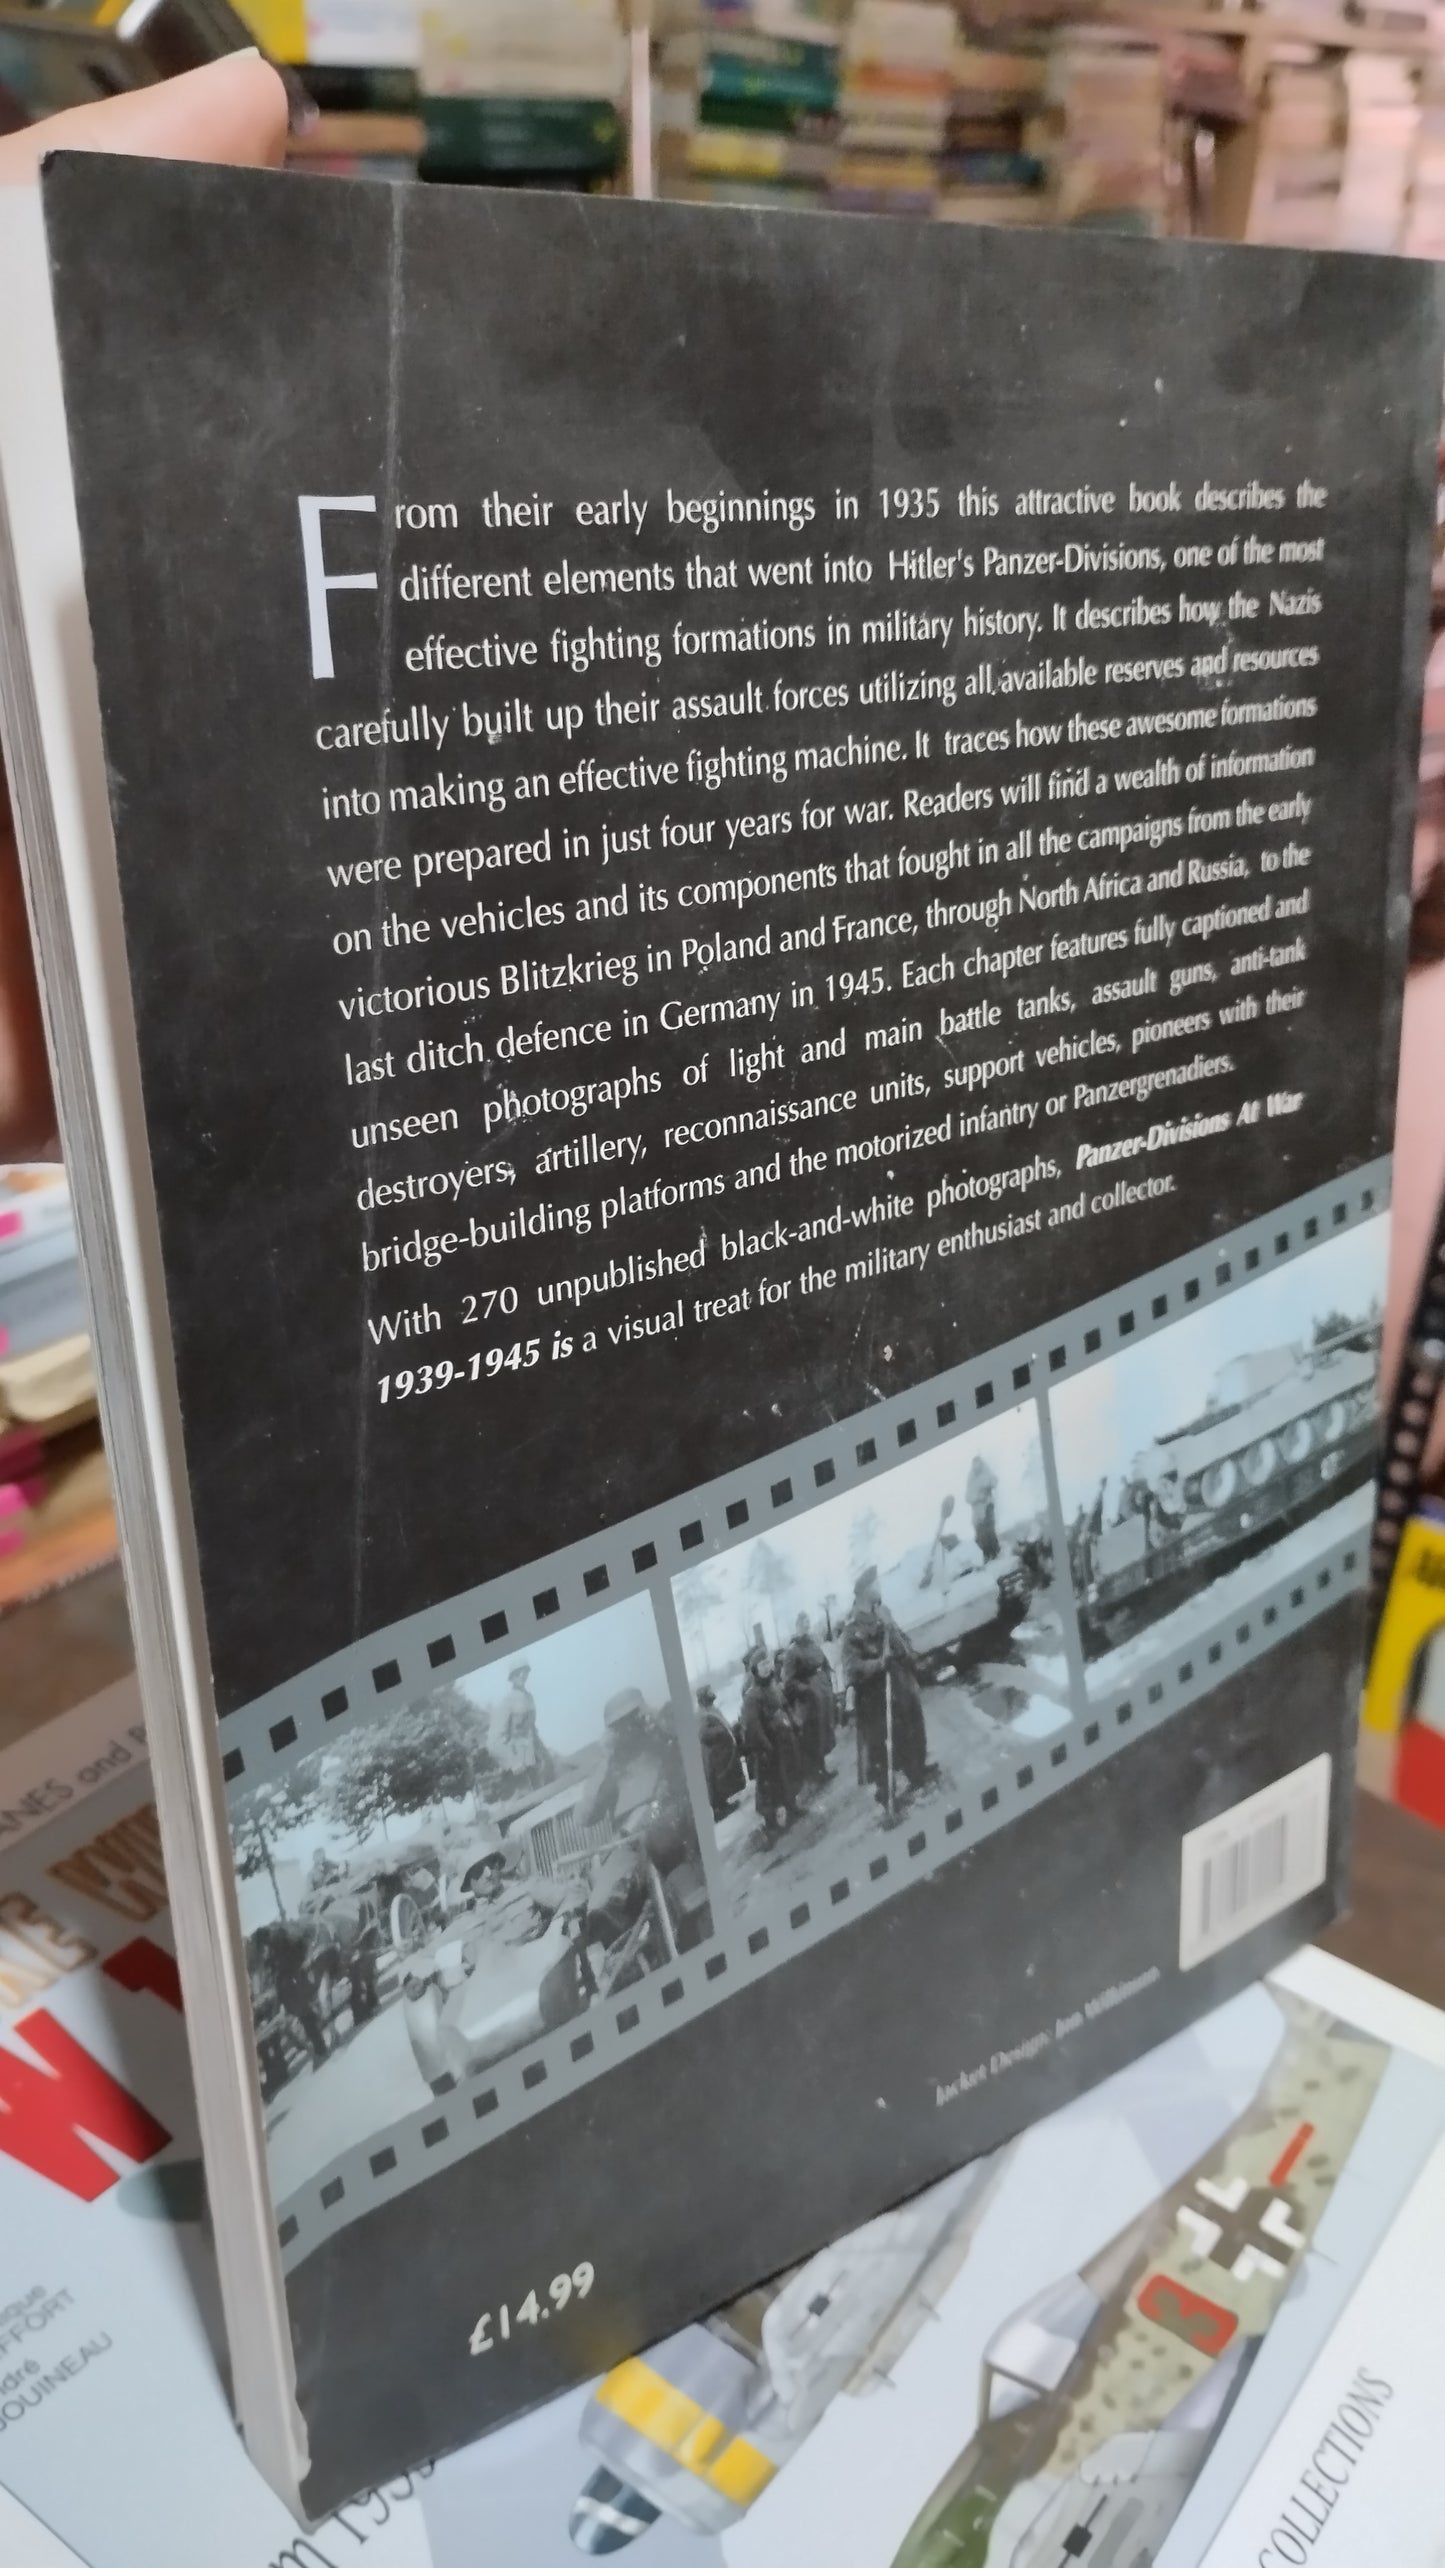 From their early beginnings in 1935 this attractive book describes the
different elements that went into Hitler's Panzer-Divisions, one of the most
effective fighting formations in military history. It describes how the Nazis
carefully built up their assault forces utilizing all available reserves and resources
into making an effective fighting machine. It traces how these awesome formations
were prepared in just four years for war. Readers will find a wealth of information
on the vehicles and its components that fought in all the campaigns from the early
victorious Blitzkrieg in Poland and France, through North Africa and Russia, to the
last ditch defence in Germany in 1945. Each chapter features fully captioned and
unseen photographs of light and main battle tanks, assault guns, anti-tank
destroyers, artillery, reconnaissance units, support vehicles, pioneers with their
bridge-building platforms and the motorized infantry or Panzergrenadiers.
With 270 unpublished black-and-white photographs, Panzer-Divisions At War
1939-1945 is a visual treat for the military enthusiast and collector.
Jacket Design: Jon Wilkinson
£14.99
ANES and
W
OUINEAU
3
COLLECTIONS